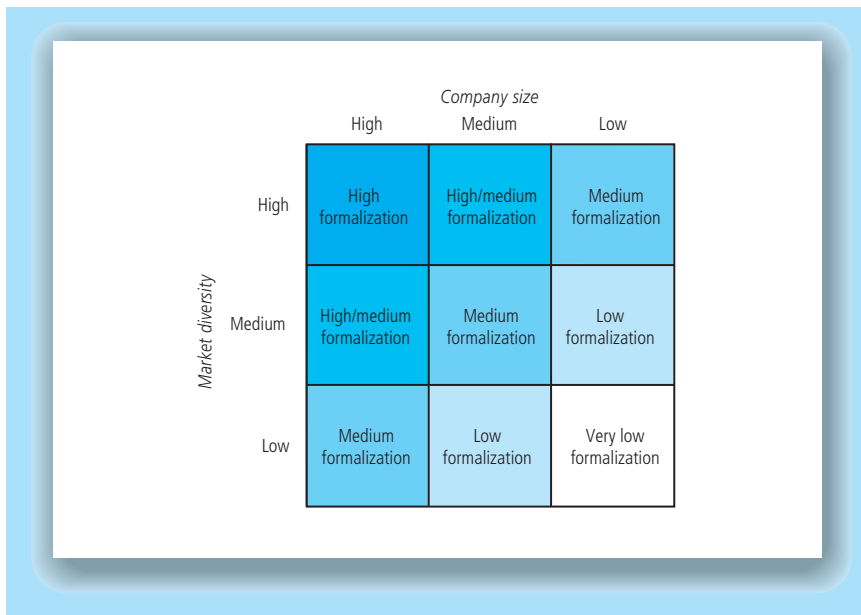 Company size
High Medium Low
High
High
formalization
High/medium
formalization
Medium
formalization
Market diversity
Medium
High/medium
formalization
Medium
formalization
Low
formalization
Low
Medium
formalization
Low
formalization
Very low
formalization